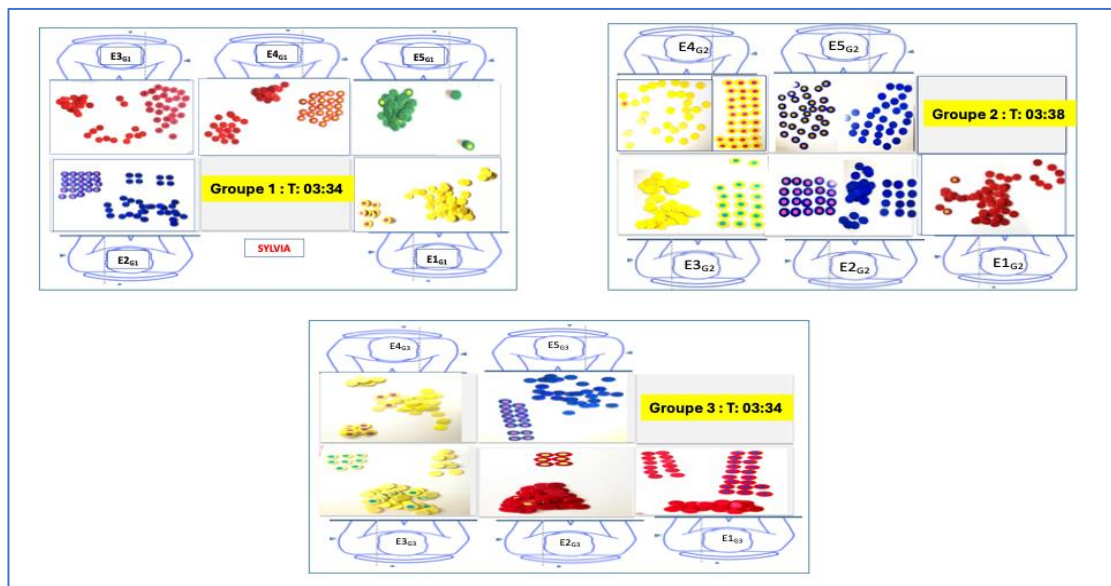 E3G1 E4G1 E5G1
Groupe 1 : T: 03:34
SYLVIA
E2G1 E1G1
E4G2 E5G2
Groupe 2 : T: 03:38
E3G2 E2G2 E1G2
E4G3 E5G3
Groupe 3 : T: 03:34
E3G3 E2G3 E1G3